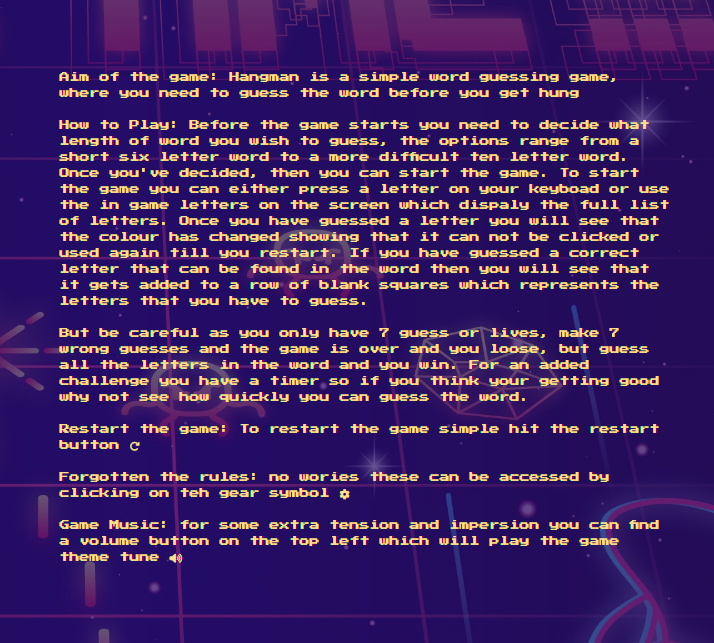 Aim of the game: Hangman is a simple word guessing game,
where you need to guess the word before you get hung
How to Play: Before the game starts you need to decide what
length of word you wish to guess, the options range from a
short six letter word to a more difficult ten letter word.
Once you've decided, then you can start the game. To start
the game you can either press a letter on your keyboad or use
the in game letters on the screen which dispaly the full list
of letters. Once you have guessed a letter you will see that
the colour has changed showing that it can not be clicked or
used again till you restart. If you have guessed a correct
letter that can be found in the word then you will see that
it gets added to a row of blank squares which represents the
letters that you have to guess.
But be careful as you only have 7 guess or lives, make 7
wrong guesses and the game is over and you loose, but guess
all the letters in the word and you win. For an added
challenge you have a timer so if you think your getting good
why not see how quickly you can guess the word.
Restart the game: To restart the game simple hit the restart
button
Forgotten the rules: no wories these can be accessed by
clicking on teh gear symbol
Game Music: for some extra tension and impersion you can find
a volume button on the top left which will play the game
theme tune